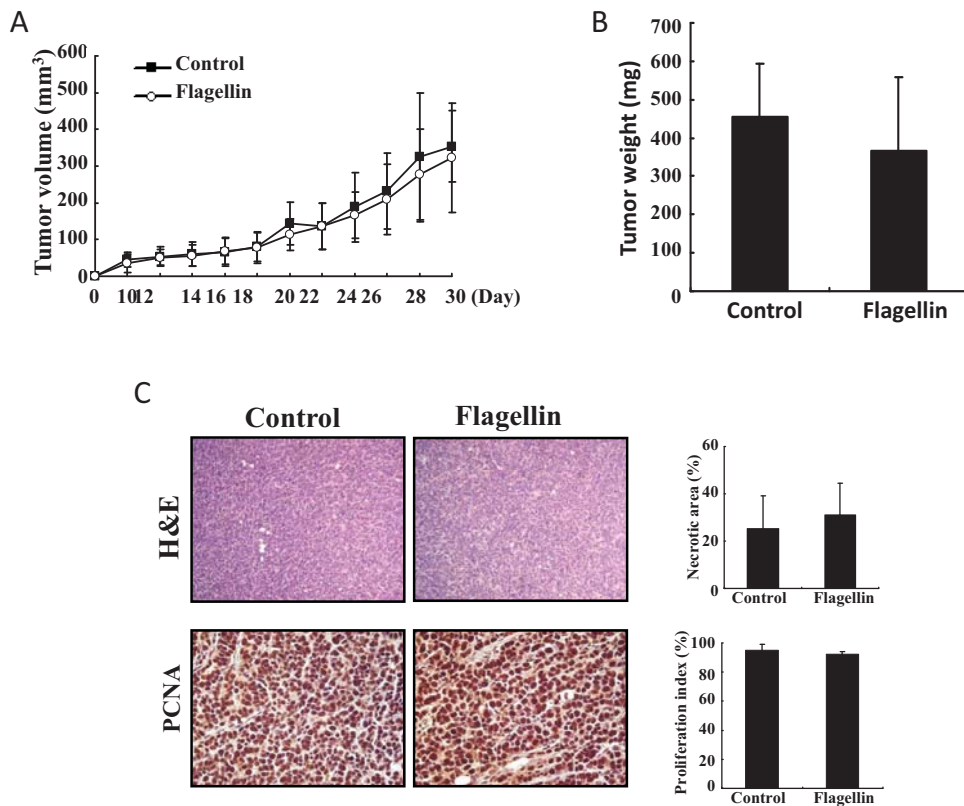 A
Tumor volume (mm³)
600
500
400
300
200
100
0
Control
Flagellin
0 10 12 14 16 18 20 22 24 26 28 30 (Day)
B
Tumor weight (mg)
700
600
500
400
300
400
0
Control Flagellin
C
Control Flagellin
H&E
Necrotic area (%)
60
40
20
0
Control Flagellin
PCNA
Proliferation index (%)
100
80
60
40
20
0
Control Flagellin